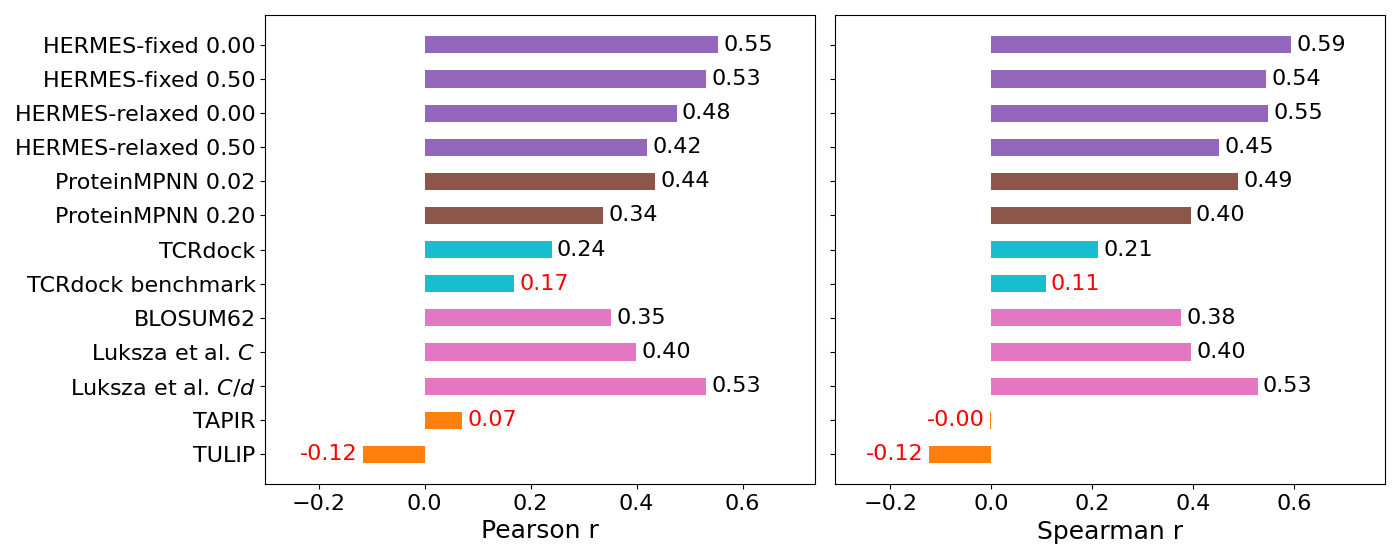 HERMES-fixed 0.00 0.55 0.59
HERMES-fixed 0.50 0.53 0.54
HERMES-relaxed 0.00 0.48 0.55
HERMES-relaxed 0.50 0.42 0.45
ProteinMPNN 0.02 0.44 0.49
ProteinMPNN 0.20 0.34 0.40
TCRdock 0.24 0.21
TCRdock benchmark 0.17 0.11
BLOSUM62 0.35 0.38
Luksza et al. C 0.40 0.40
Luksza et al. C/d 0.53 0.53
TAPIR 0.07 -0.00
TULIP -0.12 -0.12
−0.2 0.0 0.2 0.4 0.6 −0.2 0.0 0.2 0.4 0.6
Pearson r Spearman r